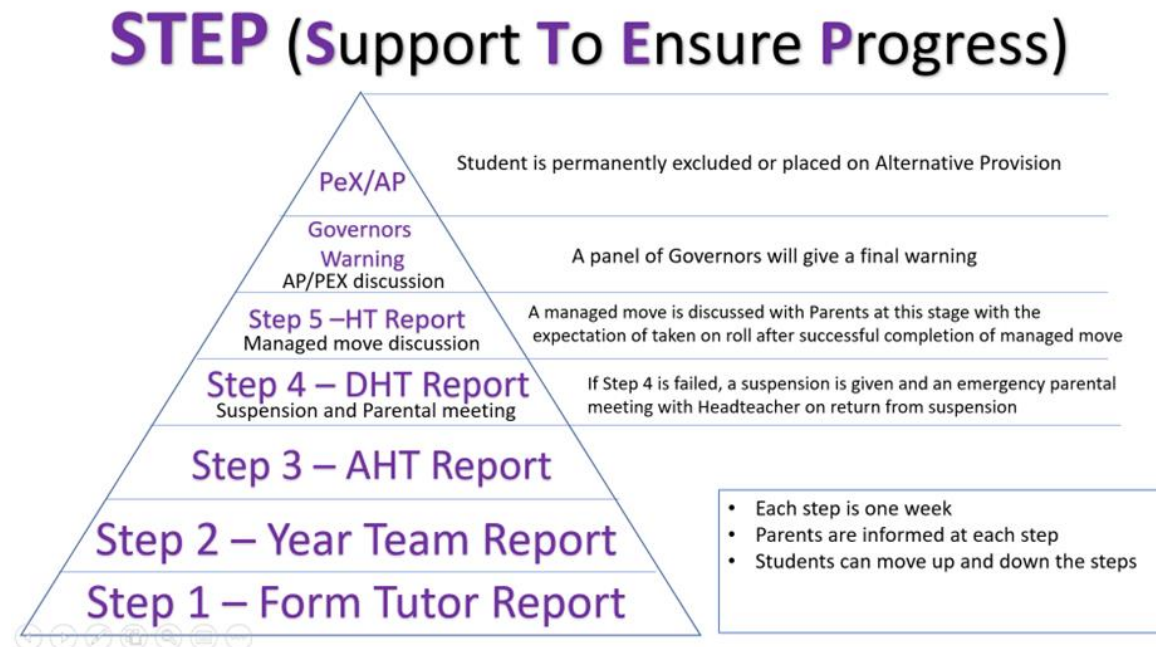 STEP (Support To Ensure Progress)
PeX/AP
Student is permanently excluded or placed on Alternative Provision
Governors
Warning
AP/PEX discussion
A panel of Governors will give a final warning
Step 5 –HT Report
Managed move discussion
A managed move is discussed with Parents at this stage with the
expectation of taken on roll after successful completion of managed move
Step 4 – DHT Report
Suspension and Parental meeting
If Step 4 is failed, a suspension is given and an emergency parental
meeting with Headteacher on return from suspension
Step 3 – AHT Report
Step 2 – Year Team Report
Step 1 – Form Tutor Report
• Each step is one week
• Parents are informed at each step
• Students can move up and down the steps